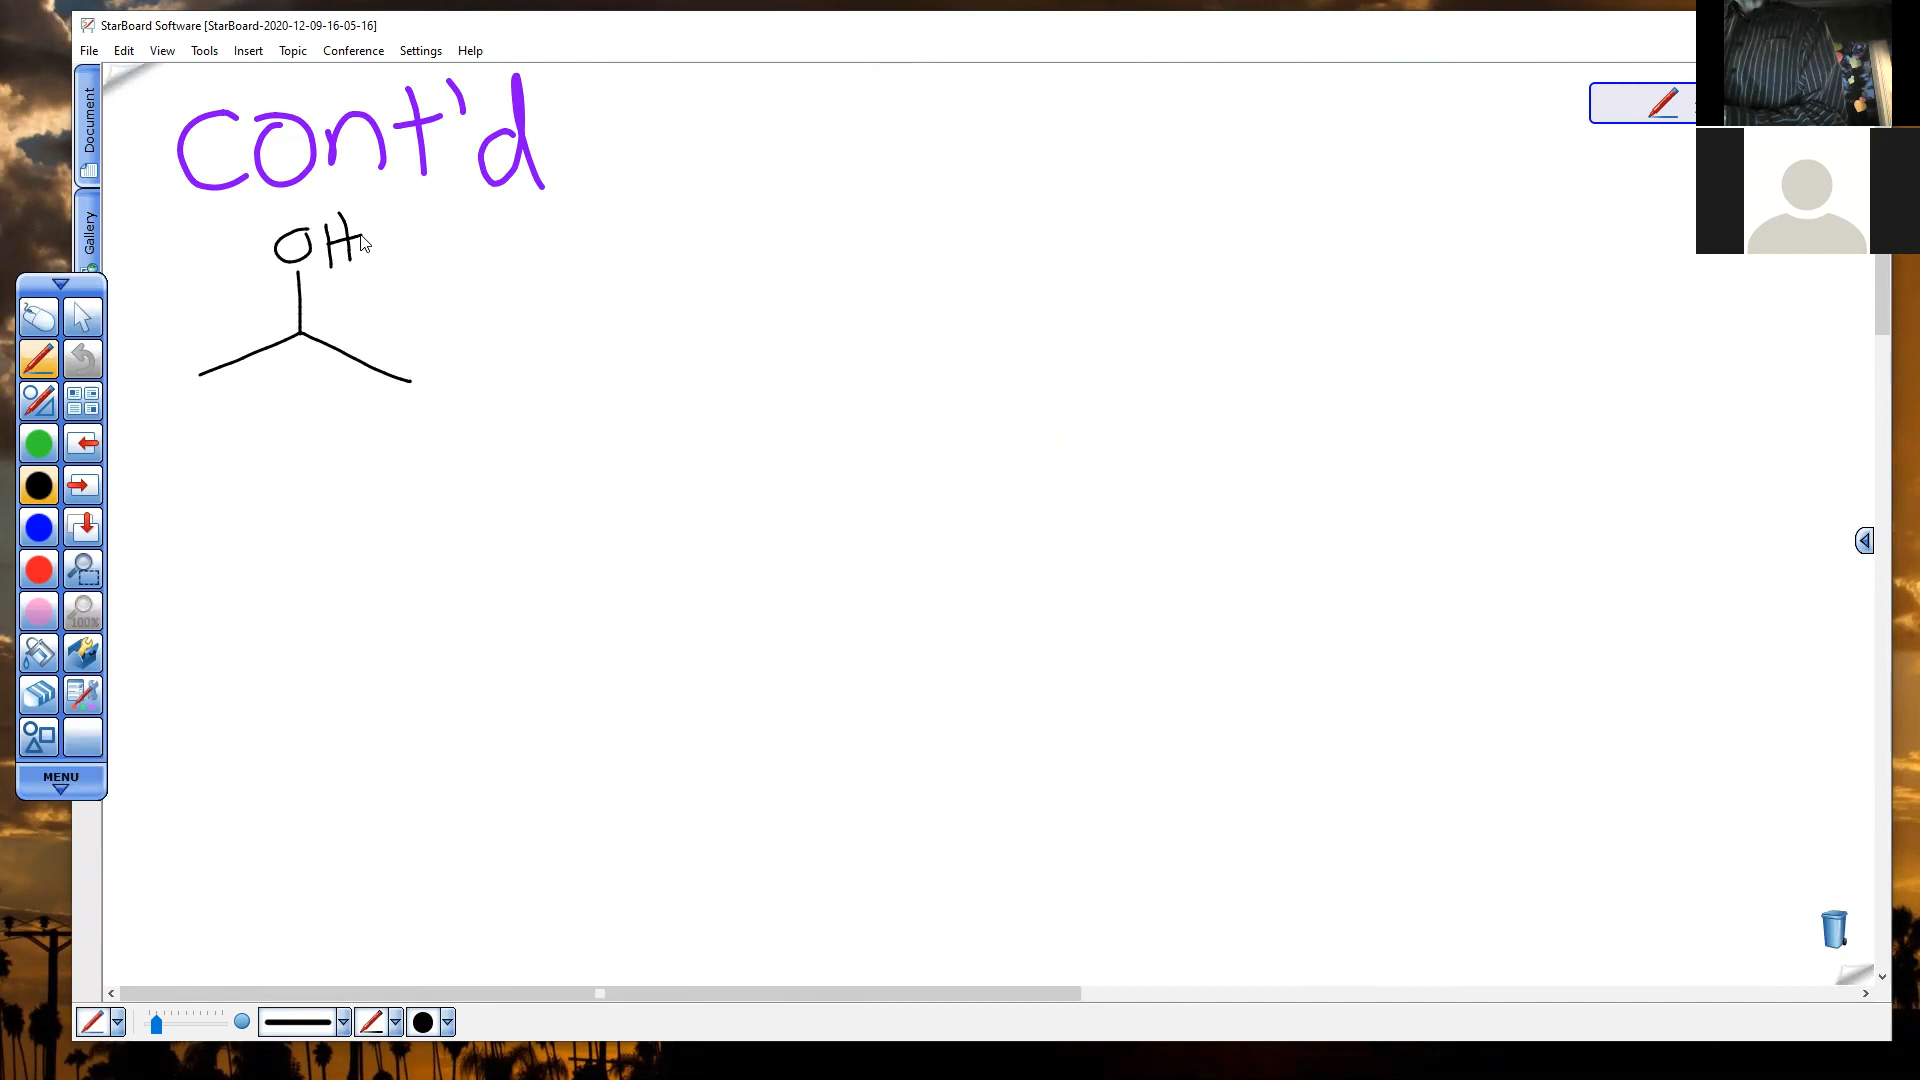 StarBoard Software [StarBoard-2020-12-09-16-05-16]
File Edit View Tools Insert Topic Conference Settings Help
Document
Gallery
cont'd
OH
100%
MENU